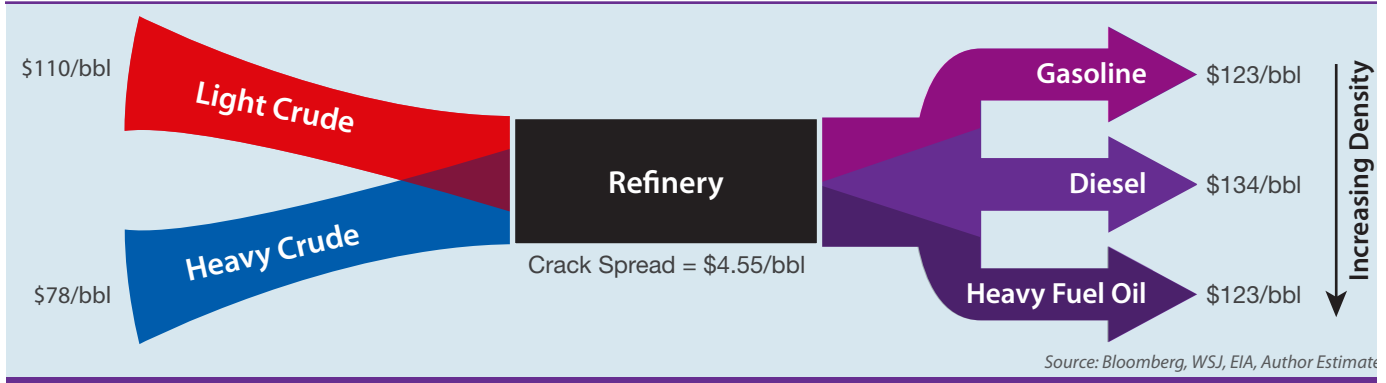 $110/bbl
Light Crude
Heavy Crude
$78/bbl
Refinery
Crack Spread = $4.55/bbl
Gasoline
$123/bbl
Diesel
$134/bbl
Heavy Fuel Oil
$123/bbl
Increasing Density
Source: Bloomberg, WSJ, EIA, Author Estimate